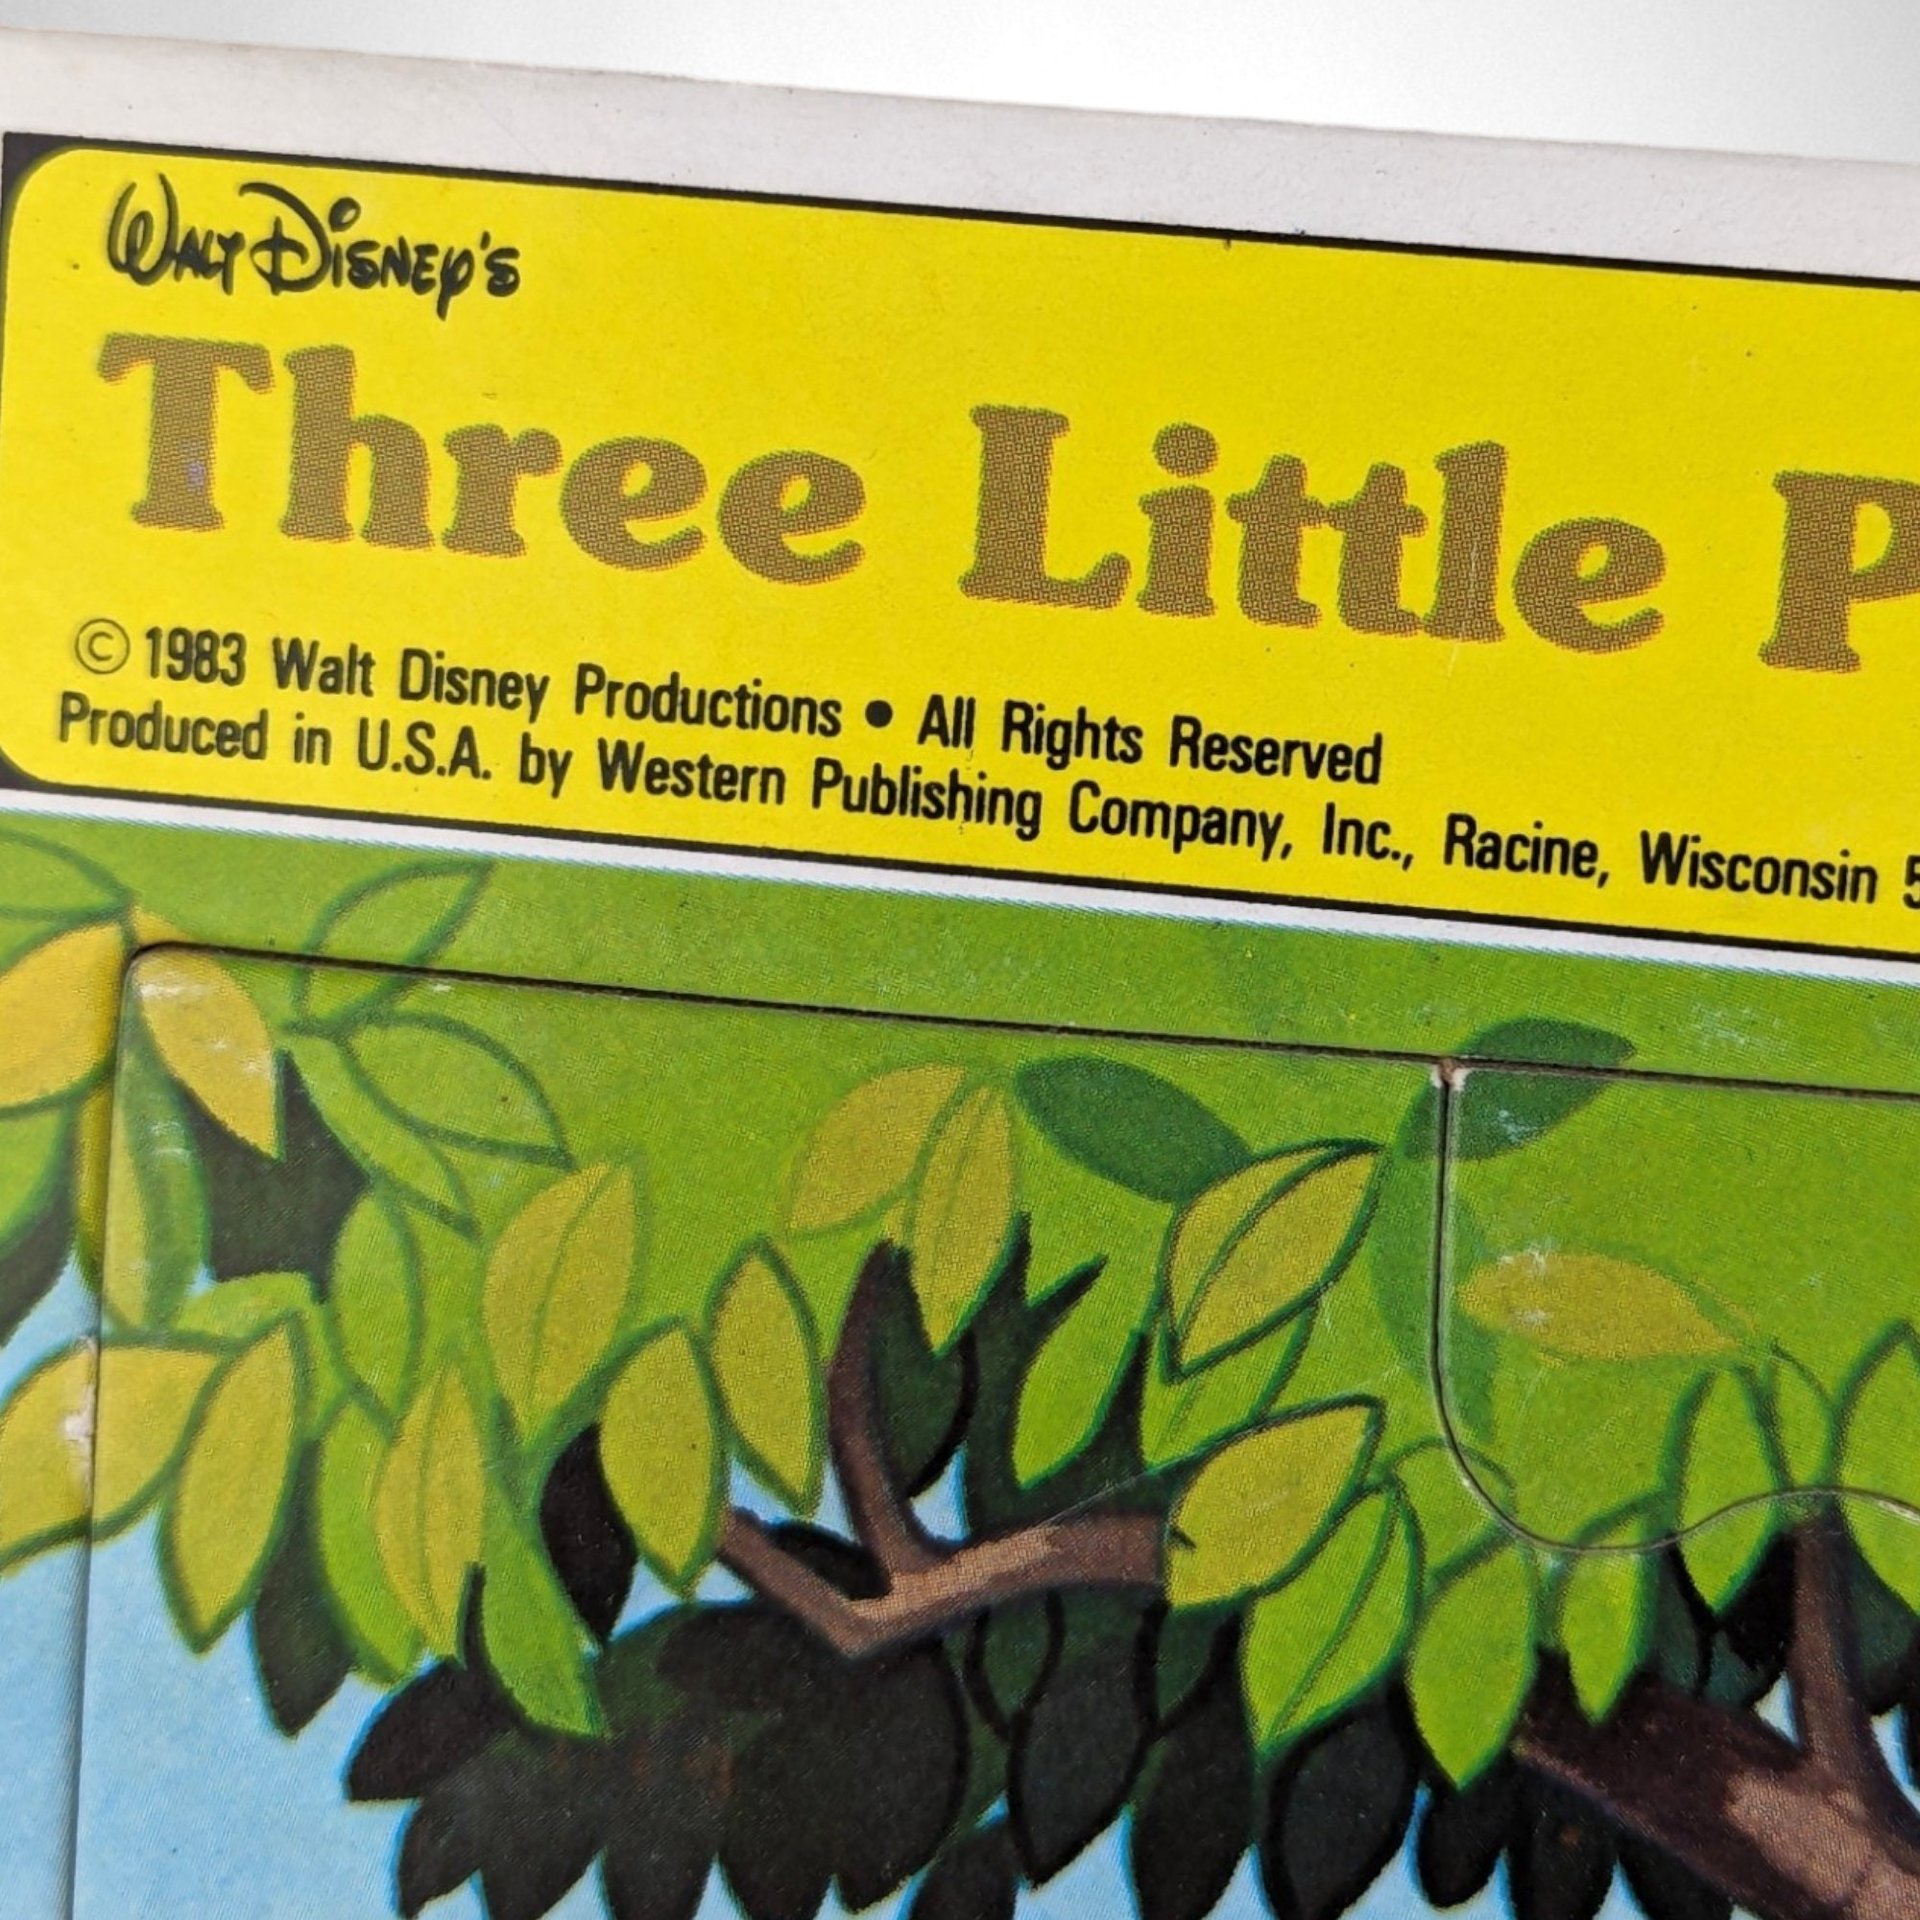 Walt Disney's
Three Little P
© 1983 Walt Disney Productions • All Rights Reserved
Produced in U.S.A. by Western Publishing Company, Inc., Racine, Wisconsin 5